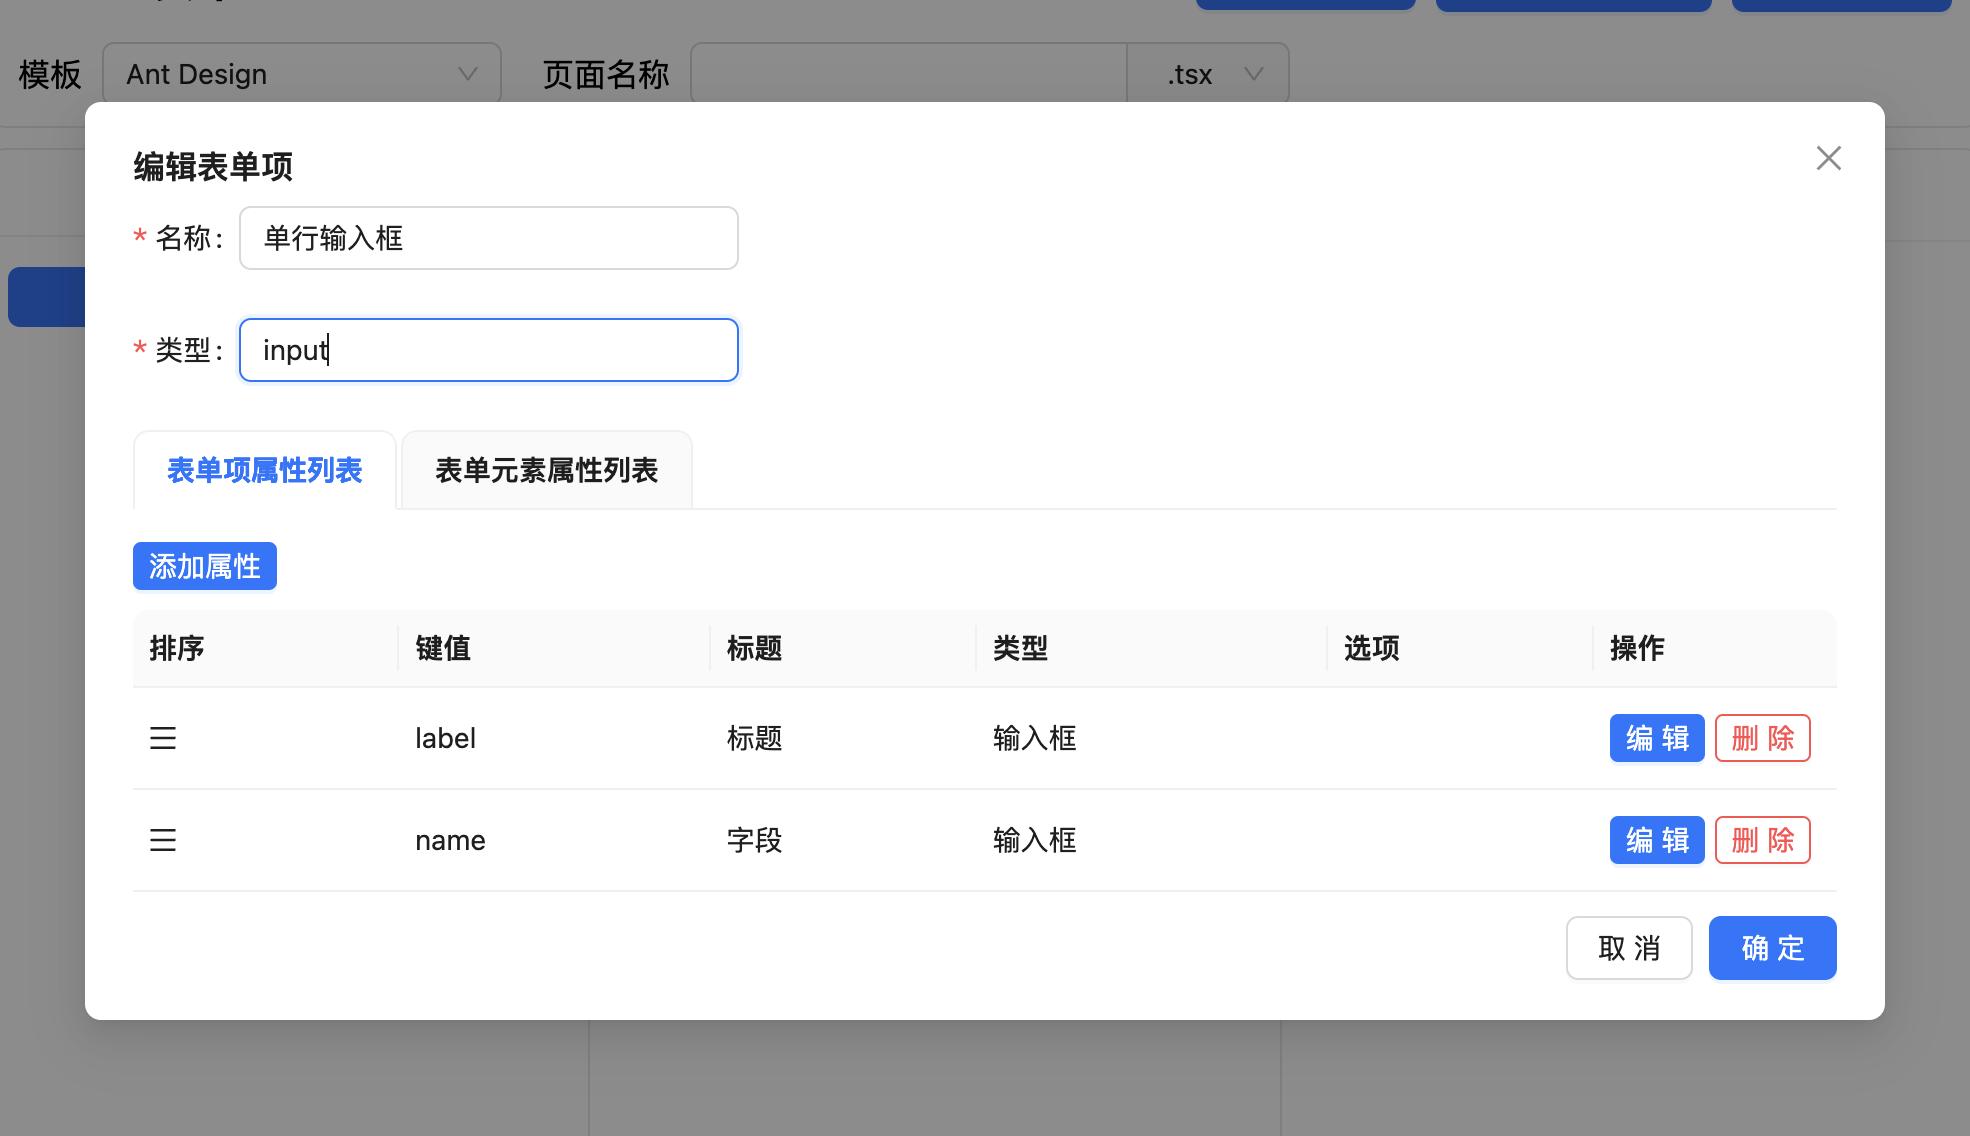 模板 Ant Design 页面名称 .tsx
编辑表单项
* 名称: 单行输入框
* 类型: input
表单项属性列表 表单元素属性列表
添加属性
排序 键值 标题 类型 选项 操作
label 标题 输入框 编 辑 删 除
name 字段 输入框 编 辑 删 除
取 消 确 定